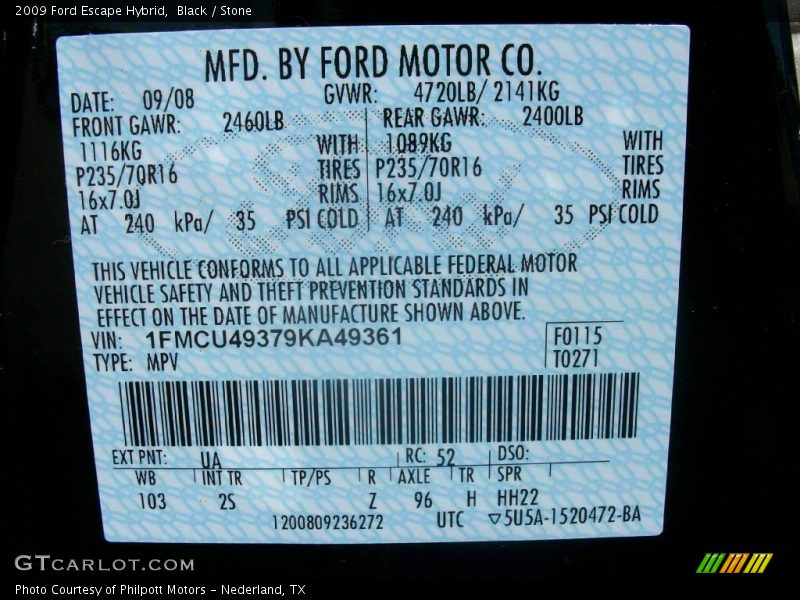 2009 Ford Escape Hybrid, Black / Stone
MFD. BY FORD MOTOR CO.
DATE: 09/08 GVWR: 4720LB/ 2141KG
FRONT GAWR: 2460LB REAR GAWR: 2400LB
1116KG WITH 1089KG WITH
P235/70R16 TIRES P235/70R16 TIRES
16x7.0J RIMS 16x7.0J RIMS
AT 240 kPa/ 35 PSI COLD AT 240 kPa/ 35 PSI COLD
THIS VEHICLE CONFORMS TO ALL APPLICABLE FEDERAL MOTOR
VEHICLE SAFETY AND THEFT PREVENTION STANDARDS IN
EFFECT ON THE DATE OF MANUFACTURE SHOWN ABOVE.
VIN: 1FMCU49379KA49361 F0115
TYPE: MPV T0271
EXT PNT: UA RC: 52 DSO:
WB INT TR TP/PS R AXLE TR SPR
103 2S Z 96 H HH22
1200809236272 UTC ▽5U5A-1520472-BA
GTCARLOT.COM
Photo Courtesy of Philpott Motors - Nederland, TX